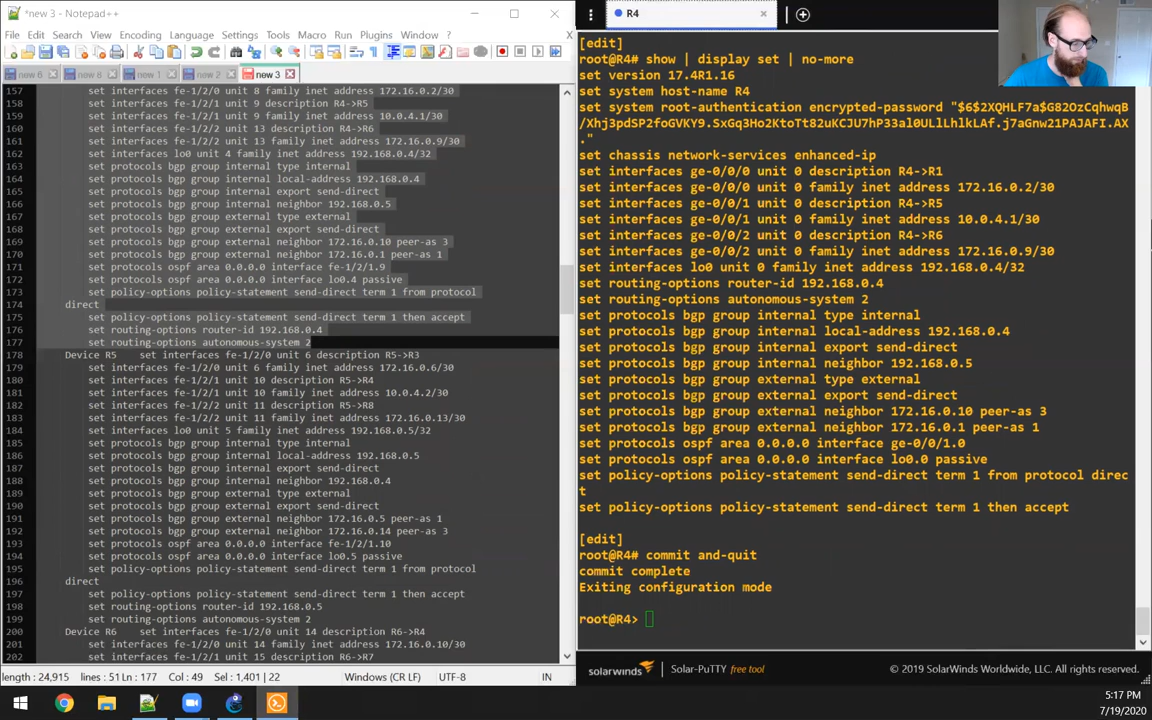 *new 3 - Notepad++
File Edit Search View Encoding Language Settings Tools Macro Run Plugins Window ?
new 6 new 8 new 1 new 2 new 3
157 set interfaces fe-1/2/0 unit 8 family inet address 172.16.0.2/30
158 set interfaces fe-1/2/1 unit 9 description R4->R5
159 set interfaces fe-1/2/1 unit 9 family inet address 10.0.4.1/30
160 set interfaces fe-1/2/2 unit 13 description R4->R6
161 set interfaces fe-1/2/2 unit 13 family inet address 172.16.0.9/30
162 set interfaces lo0 unit 4 family inet address 192.168.0.4/32
163 set protocols bgp group internal type internal
164 set protocols bgp group internal local-address 192.168.0.4
165 set protocols bgp group internal export send-direct
166 set protocols bgp group internal neighbor 192.168.0.5
167 set protocols bgp group external type external
168 set protocols bgp group external export send-direct
169 set protocols bgp group external neighbor 172.16.0.10 peer-as 3
170 set protocols bgp group external neighbor 172.16.0.1 peer-as 1
171 set protocols ospf area 0.0.0.0 interface fe-1/2/1.9
172 set protocols ospf area 0.0.0.0 interface lo0.4 passive
173 set policy-options policy-statement send-direct term 1 from protocol
174 direct
175 set policy-options policy-statement send-direct term 1 then accept
176 set routing-options router-id 192.168.0.4
177 set routing-options autonomous-system 2
178 Device R5 set interfaces fe-1/2/0 unit 6 description R5->R3
179 set interfaces fe-1/2/0 unit 6 family inet address 172.16.0.6/30
180 set interfaces fe-1/2/1 unit 10 description R5->R4
181 set interfaces fe-1/2/1 unit 10 family inet address 10.0.4.2/30
182 set interfaces fe-1/2/2 unit 11 description R5->R8
183 set interfaces fe-1/2/2 unit 11 family inet address 172.16.0.13/30
184 set interfaces lo0 unit 5 family inet address 192.168.0.5/32
185 set protocols bgp group internal type internal
186 set protocols bgp group internal local-address 192.168.0.5
187 set protocols bgp group internal export send-direct
188 set protocols bgp group internal neighbor 192.168.0.4
189 set protocols bgp group external type external
190 set protocols bgp group external export send-direct
191 set protocols bgp group external neighbor 172.16.0.5 peer-as 1
192 set protocols bgp group external neighbor 172.16.0.14 peer-as 3
193 set protocols ospf area 0.0.0.0 interface fe-1/2/1.10
194 set protocols ospf area 0.0.0.0 interface lo0.5 passive
195 set policy-options policy-statement send-direct term 1 from protocol
196 direct
197 set policy-options policy-statement send-direct term 1 then accept
198 set routing-options router-id 192.168.0.5
199 set routing-options autonomous-system 2
200 Device R6 set interfaces fe-1/2/0 unit 14 description R6->R4
201 set interfaces fe-1/2/0 unit 14 family inet address 172.16.0.10/30
202 set interfaces fe-1/2/1 unit 15 description R6->R7
length : 24,915 lines : 51 Ln : 177 Col : 49 Sel : 1,401 | 22 Windows (CR LF) UTF-8 IN
R4
[edit]
root@R4# show | display set | no-more
set version 17.4R1.16
set system host-name R4
set system root-authentication encrypted-password "$6$2XQHLF7a$G82OzCqhwqB
/Xhj3pdSP2foGVKY9.SxGq3Ho2KtoTt82uKCJU7hP33al0ULlLhlkLAf.j7aGnw21PAJAFI.AX
."
set chassis network-services enhanced-ip
set interfaces ge-0/0/0 unit 0 description R4->R1
set interfaces ge-0/0/0 unit 0 family inet address 172.16.0.2/30
set interfaces ge-0/0/1 unit 0 description R4->R5
set interfaces ge-0/0/1 unit 0 family inet address 10.0.4.1/30
set interfaces ge-0/0/2 unit 0 description R4->R6
set interfaces ge-0/0/2 unit 0 family inet address 172.16.0.9/30
set interfaces lo0 unit 0 family inet address 192.168.0.4/32
set routing-options router-id 192.168.0.4
set routing-options autonomous-system 2
set protocols bgp group internal type internal
set protocols bgp group internal local-address 192.168.0.4
set protocols bgp group internal export send-direct
set protocols bgp group internal neighbor 192.168.0.5
set protocols bgp group external type external
set protocols bgp group external export send-direct
set protocols bgp group external neighbor 172.16.0.10 peer-as 3
set protocols bgp group external neighbor 172.16.0.1 peer-as 1
set protocols ospf area 0.0.0.0 interface ge-0/0/1.0
set protocols ospf area 0.0.0.0 interface lo0.0 passive
set policy-options policy-statement send-direct term 1 from protocol direc
t
set policy-options policy-statement send-direct term 1 then accept
[edit]
root@R4# commit and-quit
commit complete
Exiting configuration mode
root@R4>
solarwinds Solar-PuTTY free tool © 2019 SolarWinds Worldwide, LLC. All rights reserved.
5:17 PM
7/19/2020